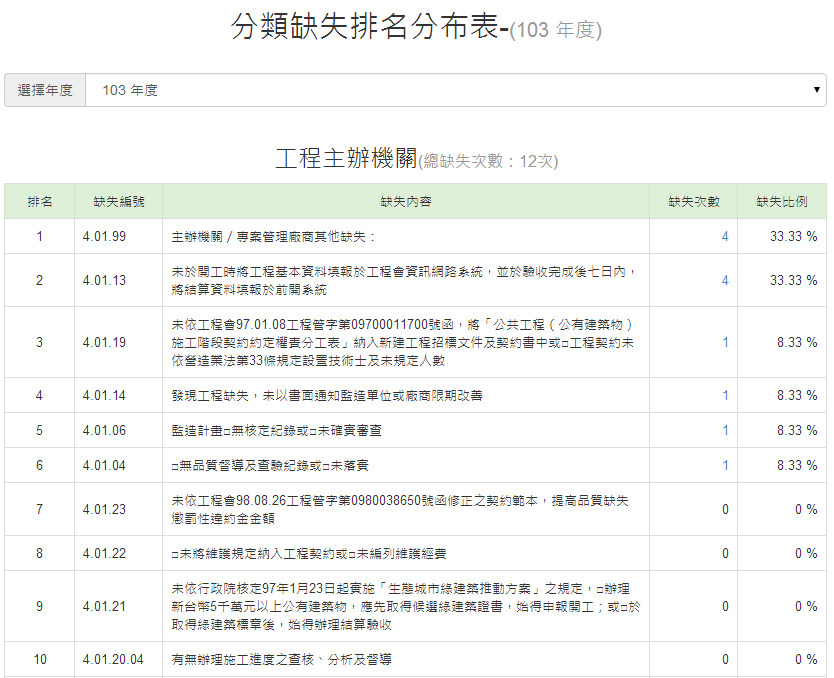 分類缺失排名分布表-(103 年度)
選擇年度 103 年度
工程主辦機關(總缺失次數：12次)
排名 缺失編號 缺失內容 缺失次數 缺失比例
1 4.01.99 主辦機關／專案管理廠商其他缺失： 4 33.33 %
2 4.01.13 未於開工時將工程基本資料填報於工程會資訊網路系統，並於驗收完成後七日內， 4 33.33 %
將結算資料填報於前開系統
3 4.01.19 未依工程會97.01.08工程管字第09700011700號函，將「公共工程（公有建築物） 1 8.33 %
施工階段契約約定權責分工表」納入新建工程招標文件及契約書中或□工程契約未
依營造業法第33條規定設置技術士及未規定人數
4 4.01.14 發現工程缺失，未以書面通知監造單位或廠商限期改善 1 8.33 %
5 4.01.06 監造計畫□無核定紀錄或□未確實審查 1 8.33 %
6 4.01.04 □無品質督導及查驗紀錄或□未落實 1 8.33 %
7 4.01.23 未依工程會98.08.26工程管字第0980038650號函修正之契約範本，提高品質缺失 0 0 %
懲罰性違約金金額
8 4.01.22 □未將維護規定納入工程契約或□未編列維護經費 0 0 %
9 4.01.21 未依行政院核定97年1月23日起實施「生態城市綠建築推動方案」之規定，□辦理 0 0 %
新台幣5千萬元以上公有建築物，應先取得候選綠建築證書，始得申報開工；或□於
取得綠建築標章後，始得辦理結算驗收
10 4.01.20.04 有無辦理施工進度之查核、分析及督導 0 0 %